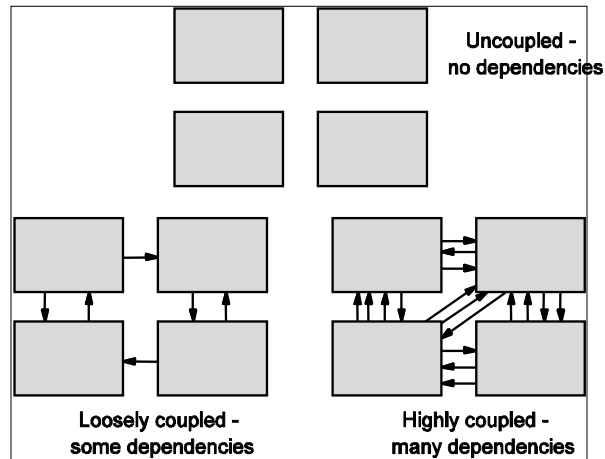 Uncoupled -
no dependencies
Loosely coupled -
some dependencies
Highly coupled -
many dependencies